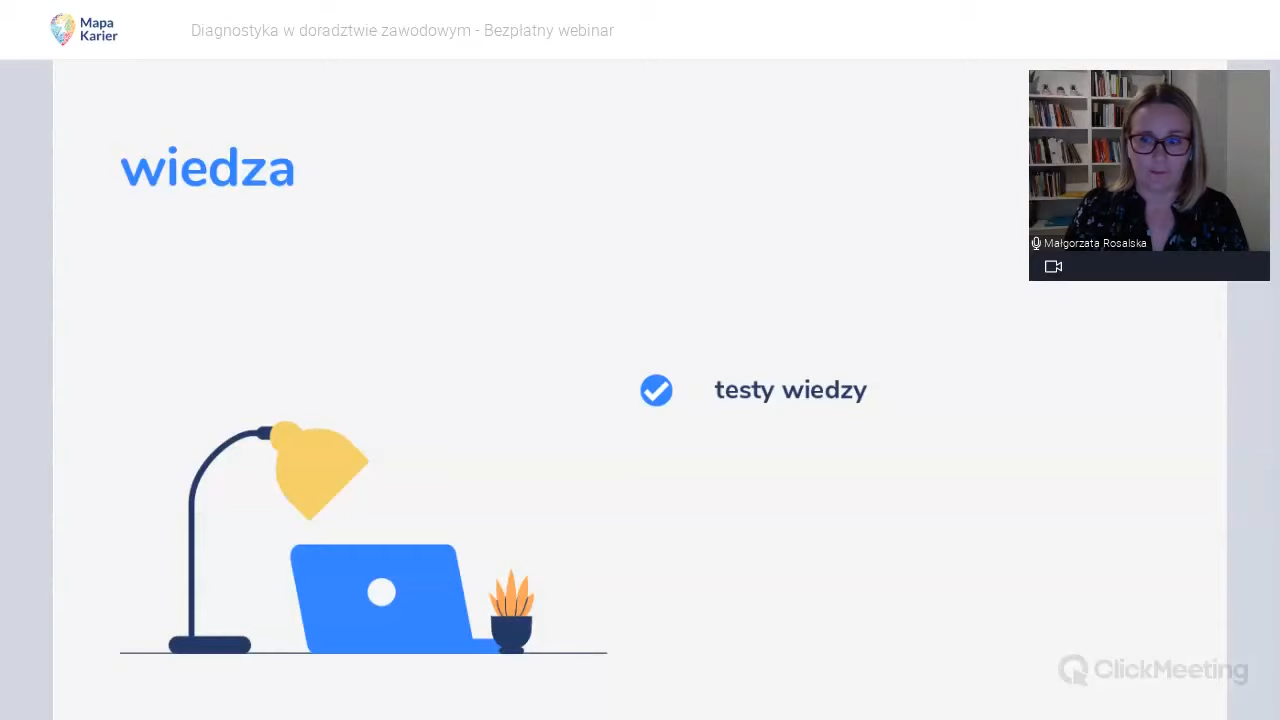 Mapa
Karier
Diagnostyka w doradztwie zawodowym - Bezpłatny webinar
wiedza
Małgorzata Rosalska
testy wiedzy
ClickMeeting